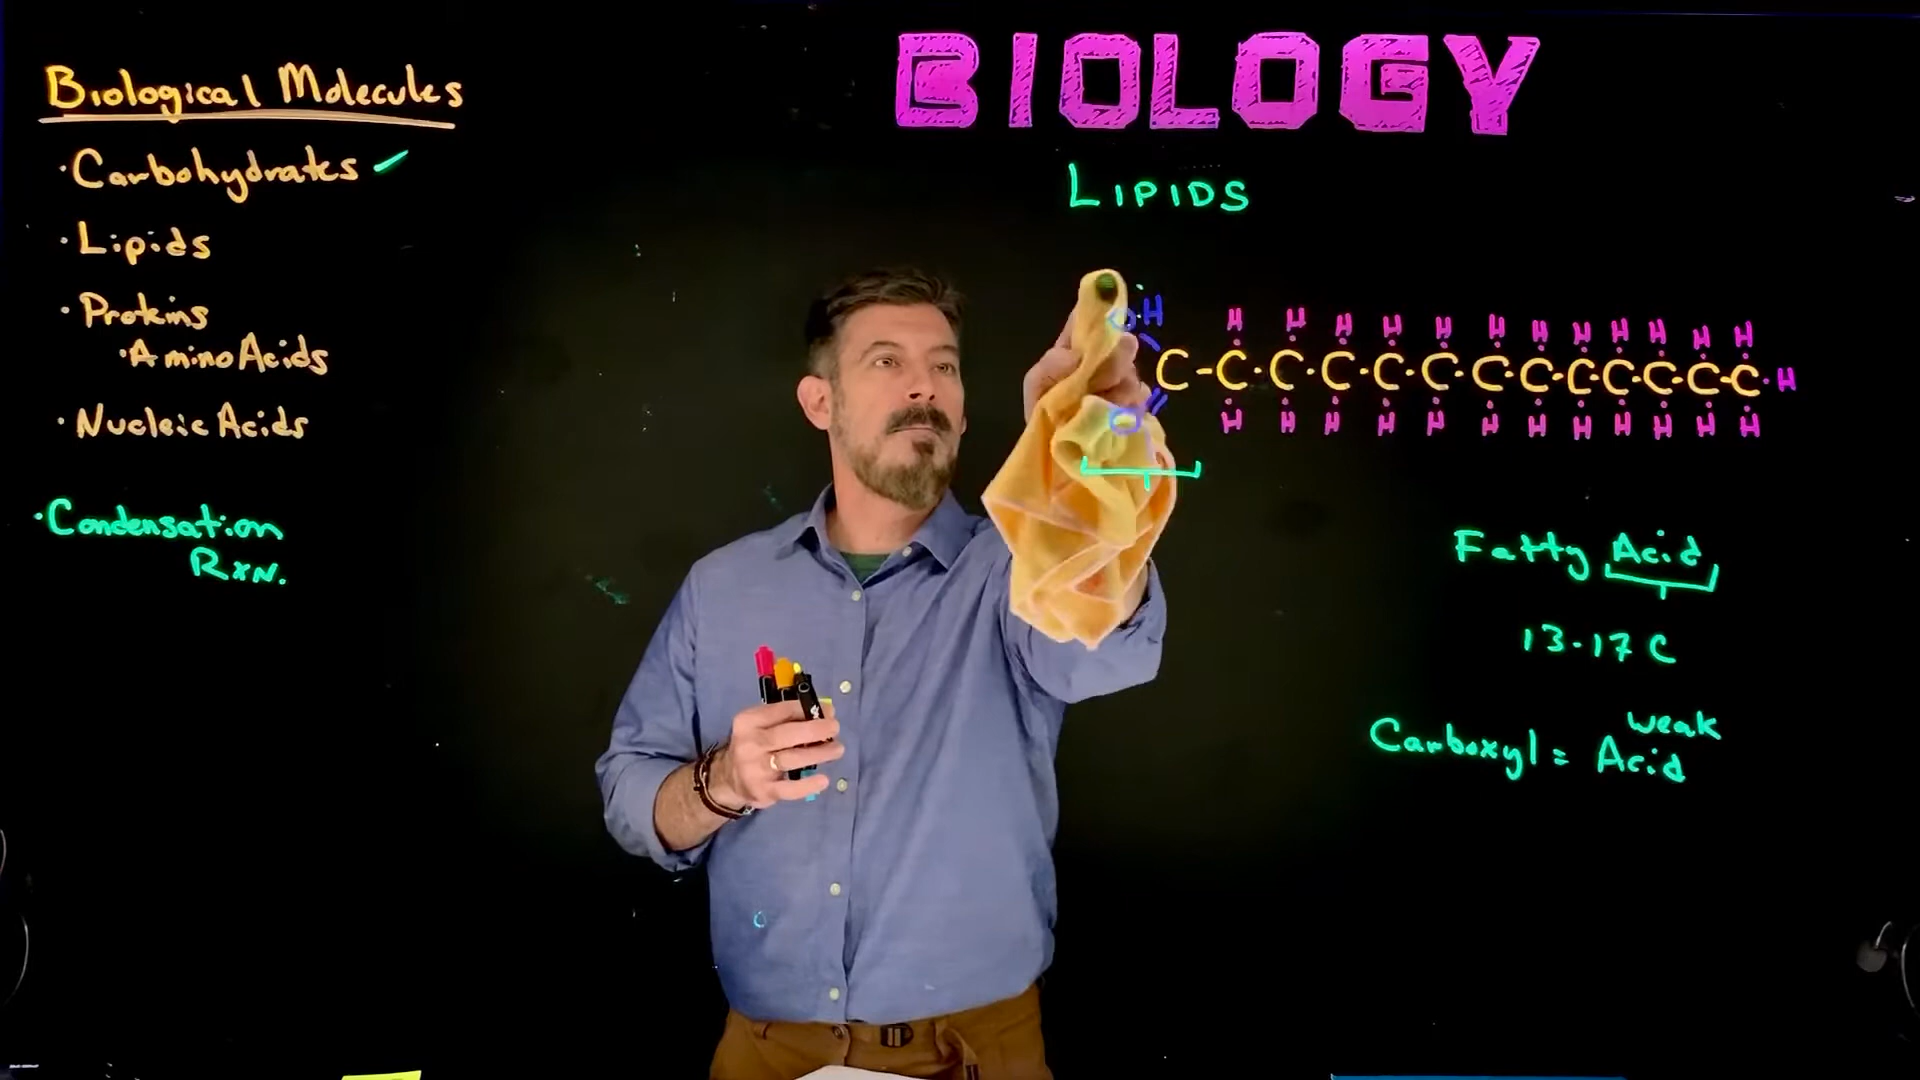 Biological Molecules
• Carbohydrates ✓
• Lipids
• Proteins
• Amino Acids
• Nucleic Acids
• Condensation
Rxn.
BIOLOGY
LIPIDS
OH H H H H H H H H H H H H
C-C·C·C·C·C·C·C·C·C·C·C-C·H
O H H H H H H H H H H H H
Fatty Acid
13-17 C
weak
Carboxyl = Acid